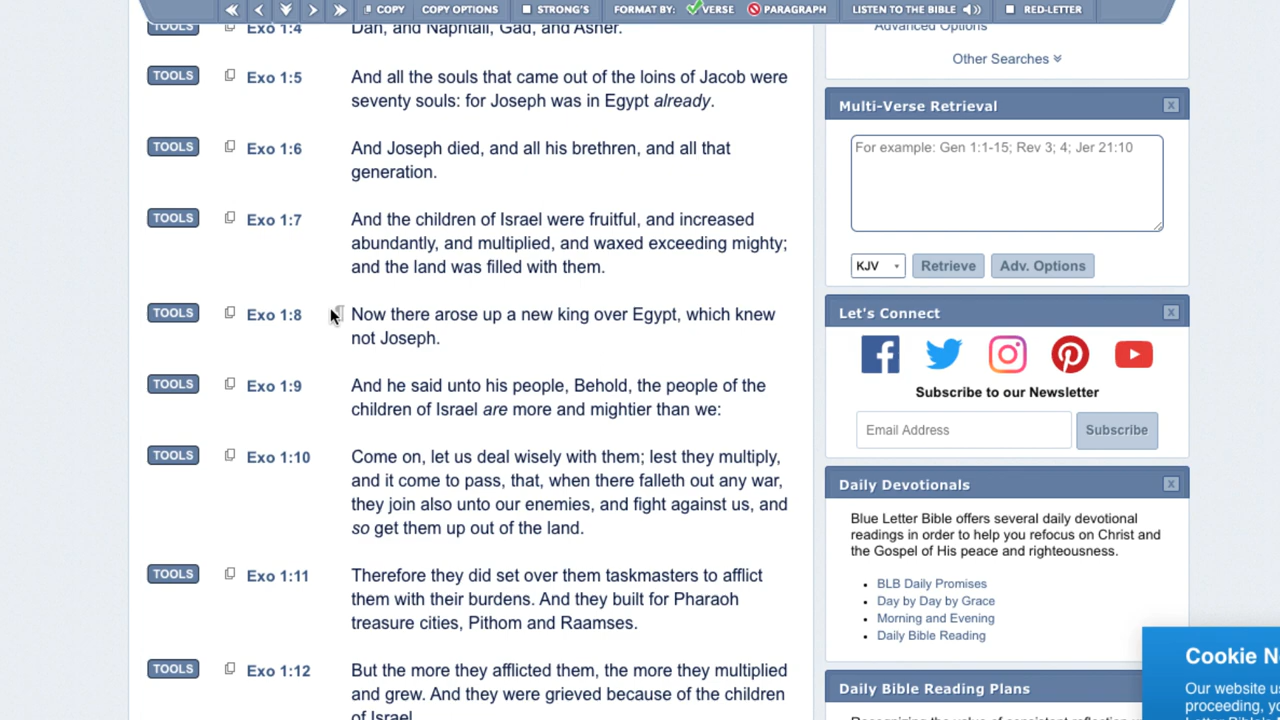 COPY COPY OPTIONS STRONG'S FORMAT BY: VERSE PARAGRAPH LISTEN TO THE BIBLE RED-LETTER
TOOLS Exo 1:4 Dan, and Naphtali, Gad, and Asher.
TOOLS Exo 1:5 And all the souls that came out of the loins of Jacob were
seventy souls: for Joseph was in Egypt already.
TOOLS Exo 1:6 And Joseph died, and all his brethren, and all that
generation.
TOOLS Exo 1:7 And the children of Israel were fruitful, and increased
abundantly, and multiplied, and waxed exceeding mighty;
and the land was filled with them.
TOOLS Exo 1:8 ¶ Now there arose up a new king over Egypt, which knew
not Joseph.
TOOLS Exo 1:9 And he said unto his people, Behold, the people of the
children of Israel are more and mightier than we:
TOOLS Exo 1:10 Come on, let us deal wisely with them; lest they multiply,
and it come to pass, that, when there falleth out any war,
they join also unto our enemies, and fight against us, and
so get them up out of the land.
TOOLS Exo 1:11 Therefore they did set over them taskmasters to afflict
them with their burdens. And they built for Pharaoh
treasure cities, Pithom and Raamses.
TOOLS Exo 1:12 But the more they afflicted them, the more they multiplied
and grew. And they were grieved because of the children
of Israel.
Advanced Options
Other Searches
Multi-Verse Retrieval x
For example: Gen 1:1-15; Rev 3; 4; Jer 21:10
KJV Retrieve Adv. Options
Let's Connect x
Subscribe to our Newsletter
Email Address Subscribe
Daily Devotionals x
Blue Letter Bible offers several daily devotional
readings in order to help you refocus on Christ and
the Gospel of His peace and righteousness.
• BLB Daily Promises
• Day by Day by Grace
• Morning and Evening
• Daily Bible Reading
Daily Bible Reading Plans
Cookie N
Our website u
proceeding, yo